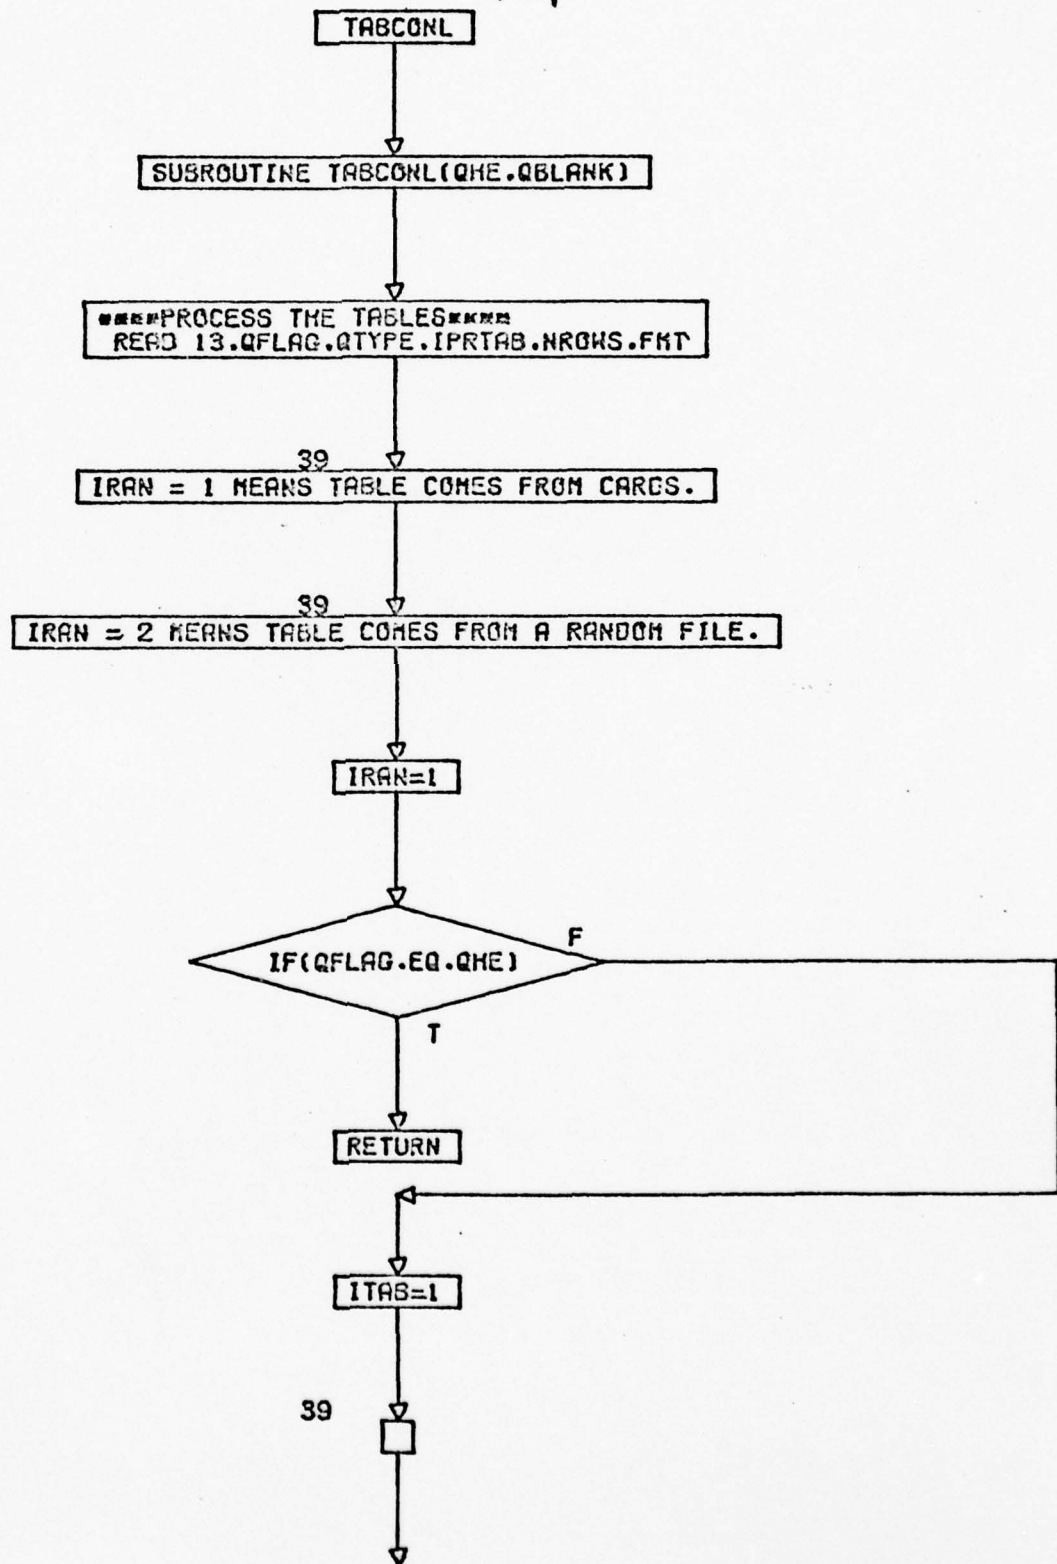 TABCONL
SUBROUTINE TABCONL(QME.QBLANK)
****PROCESS THE TABLES****
READ 13.QFLAG.QTYPE.IPRTAB.NROWS.FMT
39
IRAN = 1 MEANS TABLE COMES FROM CARDS.
39
IRAN = 2 MEANS TABLE COMES FROM A RANDOM FILE.
IRAN=1
F
IF(QFLAG.EQ.QME)
T
RETURN
ITAB=1
39